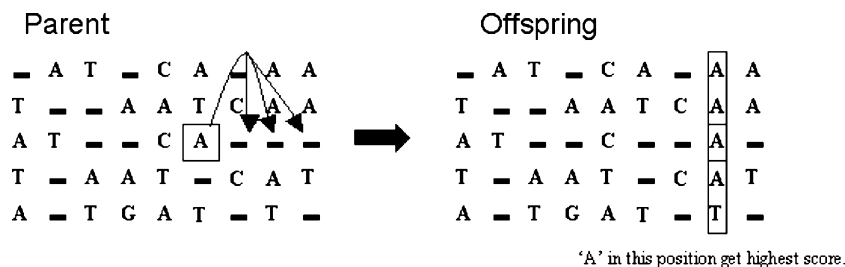 Parent Offspring
– A T – C A – A A – A T – C A – A A
T – – A A T C A A T – – A A T C A A
A T – – C A – – – A T – – C – – A –
T – A A T – C A T T – A A T – C A T
A – T G A T – T – A – T G A T – T –
‘A’ in this position get highest score.